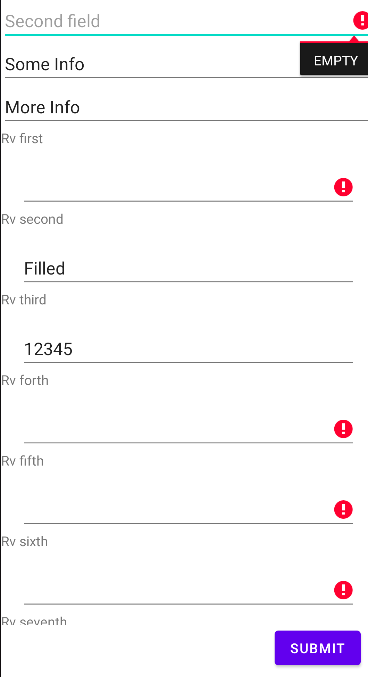 Second field
EMPTY
Some Info
More Info
Rv first
Rv second
Filled
Rv third
12345
Rv forth
Rv fifth
Rv sixth
Rv seventh
SUBMIT